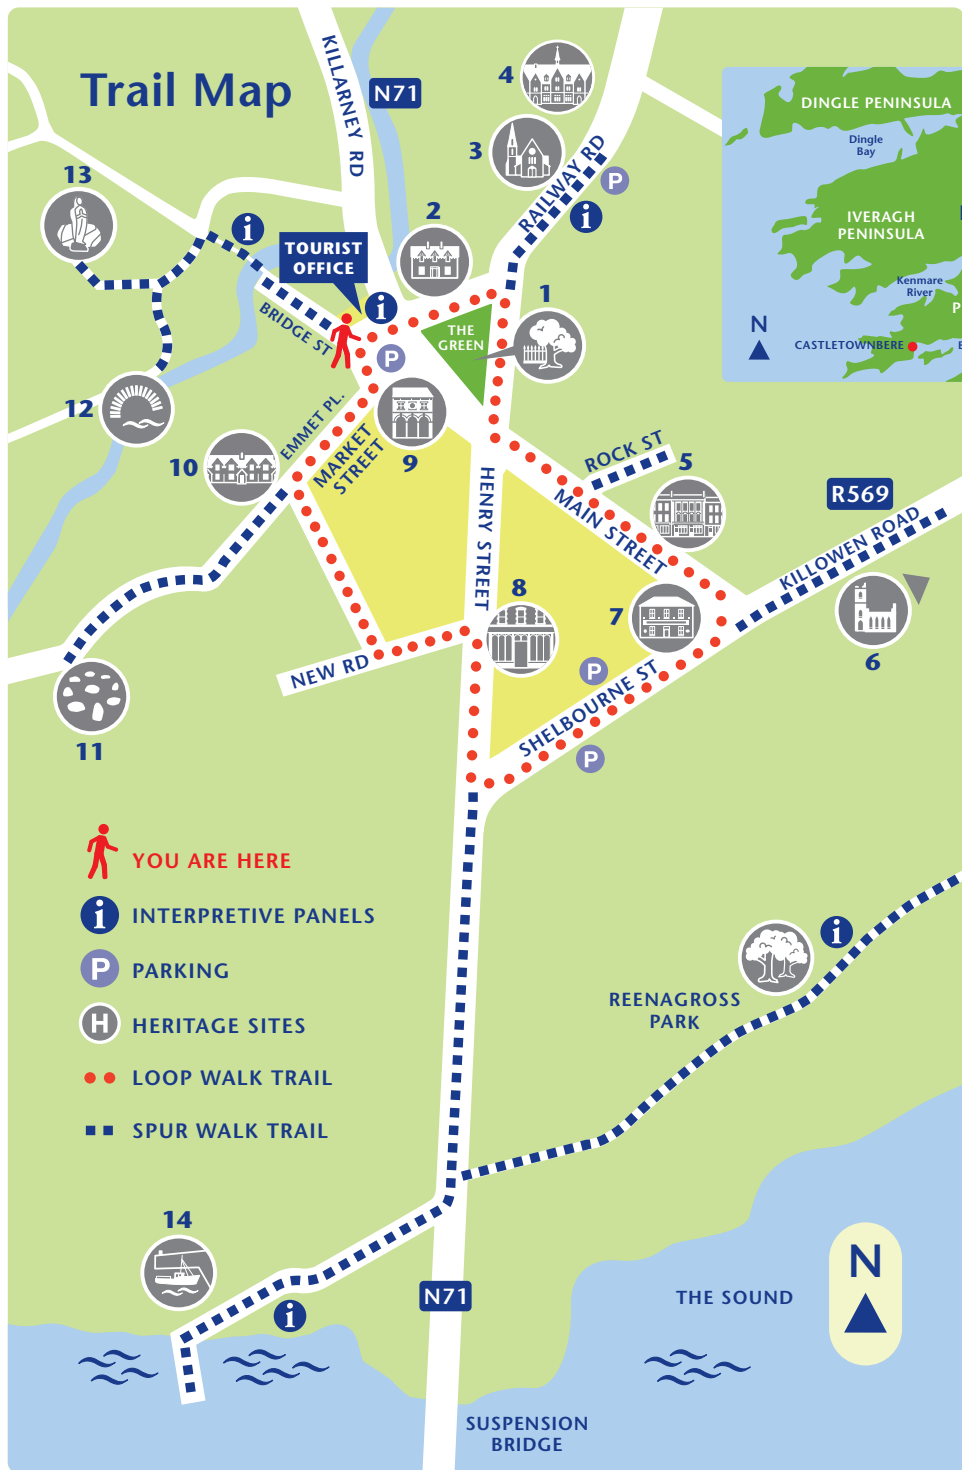 Trail Map
KILLARNEY RD
N71
4
3
RAILWAY RD
P
i
13
i
TOURIST
OFFICE
2
i
BRIDGE ST
P
THE
GREEN
1
DINGLE PENINSULA
Dingle
Bay
IVERAGH
PENINSULA
Kenmare
River
P
N
CASTLETOWNBERE
12
10
EMMET PL.
MARKET
STREET
9
HENRY STREET
ROCK ST
5
MAIN STREET
R569
KILLOWEN ROAD
6
8
7
P
SHELBOURNE ST
P
NEW RD
11
YOU ARE HERE
i
INTERPRETIVE PANELS
P
PARKING
H
HERITAGE SITES
LOOP WALK TRAIL
SPUR WALK TRAIL
i
REENAGROSS
PARK
14
i
N71
THE SOUND
N
SUSPENSION
BRIDGE